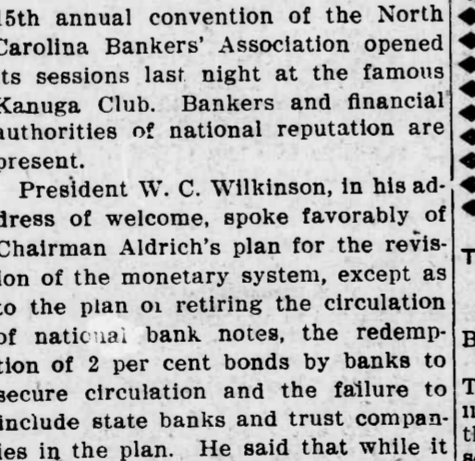 15th annual convention of the North
Carolina Bankers' Association opened
its sessions last night at the famous
Kanuga Club. Bankers and financial
authorities of national reputation are
present.
President W. C. Wilkinson, in his ad-
dress of welcome, spoke favorably of
Chairman Aldrich's plan for the revis-
ion of the monetary system, except as
to the plan of retiring the circulation
of national bank notes, the redemp-
tion of 2 per cent bonds by banks to
secure circulation and the failure to
include state banks and trust compan-
ies in the plan. He said that while it